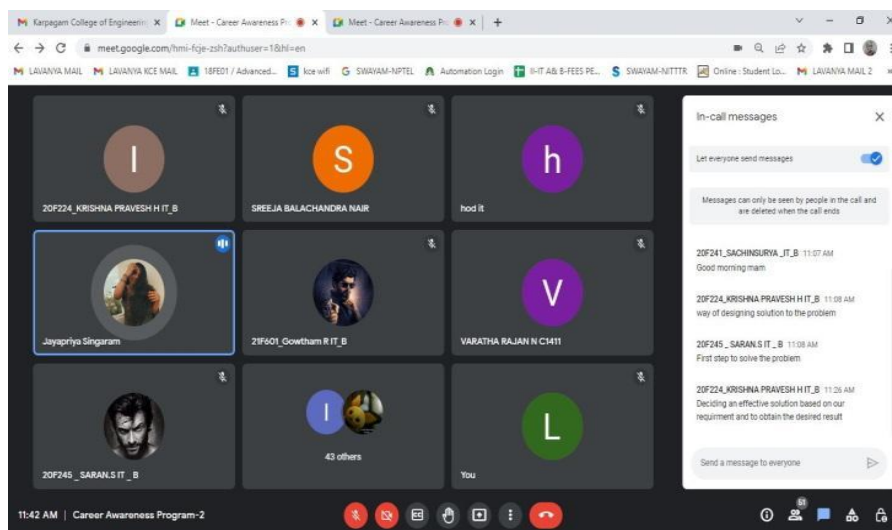 Karpagam College of Engineerin
Meet - Career Awareness Pro
Meet - Career Awareness Pro
meet.google.com/hmi-fcje-zsh?authuser=1&hl=en
LAVANYA MAIL
LAVANYA KCE MAIL
18FE01 / Advanced...
kce wifi
SWAYAM-NPTEL
Automation Login
II-IT A& B-FEES PE...
SWAYAM-NITTTR
Online : Student Lo...
LAVANYA MAIL 2
I
20F224_KRISHNA PRAVESH H IT_B
S
SREEJA BALACHANDRA NAIR
h
hod it
Jayapriya Singaram
21F601_Gowtham R IT_B
V
VARATHA RAJAN N C1411
20F245 _ SARAN.S IT _ B
I
43 others
L
You
In-call messages
Let everyone send messages
Messages can only be seen by people in the call and
are deleted when the call ends
20F241_SACHINSURYA _IT_B 11:07 AM
Good morning mam
20F224_KRISHNA PRAVESH H IT_B 11:08 AM
way of designing solution to the problem
20F245 _ SARAN.S IT _ B 11:08 AM
First step to solve the problem
20F224_KRISHNA PRAVESH H IT_B 11:26 AM
Deciding an effective solution based on our
requirment and to obtain the desired result
Send a message to everyone
11:42 AM | Career Awareness Program-2
51